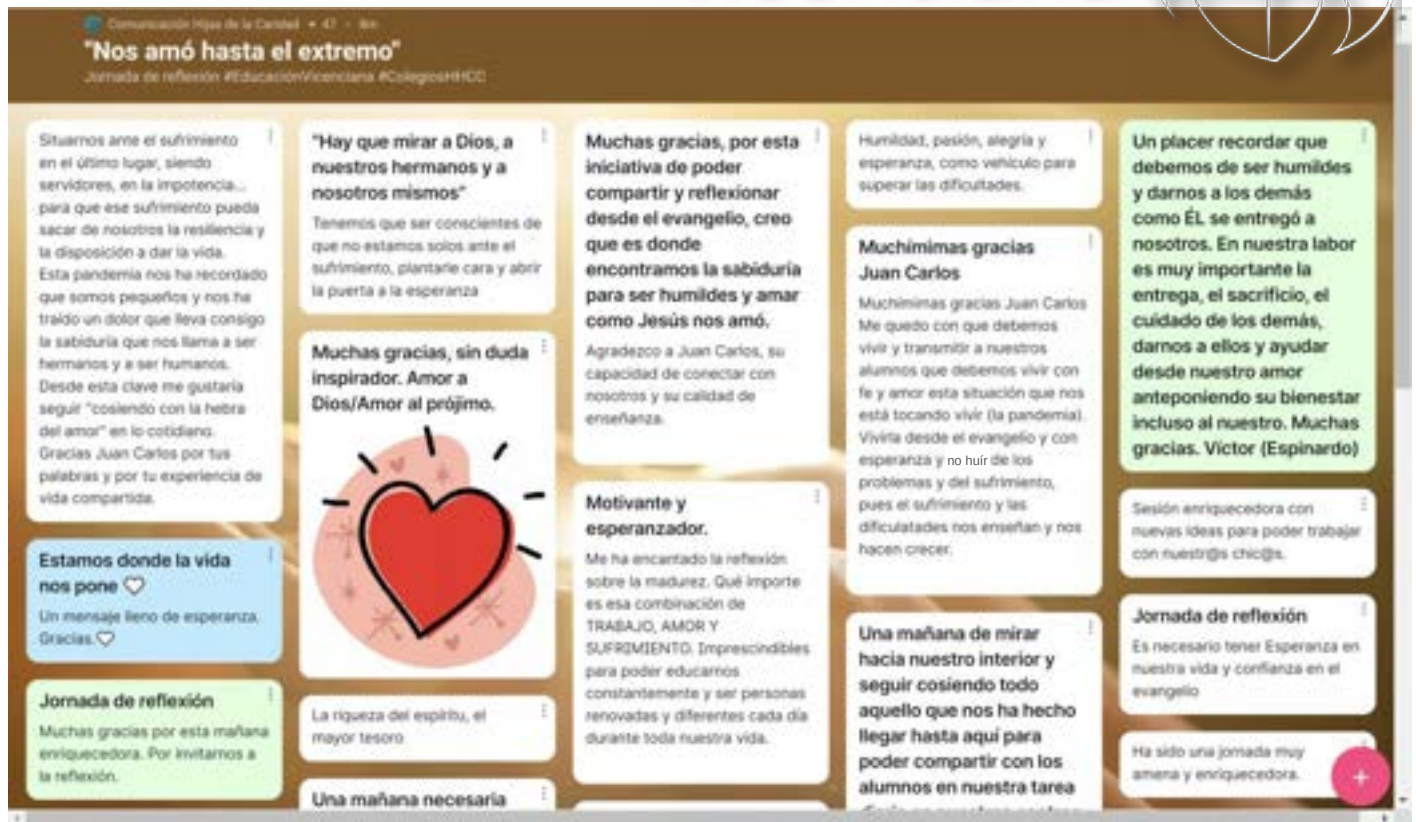 Comunicación Hijas de la Caridad • 47 •
"Nos amó hasta el extremo"
Jornada de reflexión #EducaciónVicenciana #ColegiosHHCC
Situarnos ante el sufrimiento
en el último lugar, siendo
servidores, en la impotencia...
para que ese sufrimiento pueda
sacar de nosotros la resiliencia y
la disposición a dar la vida.
Esta pandemia nos ha recordado
que somos pequeños y nos ha
traído un dolor que lleva consigo
la sabiduría que nos llama a ser
hermanos y a ser humanos.
Desde esta clave me gustaría
seguir "cosiendo con la hebra
del amor" en lo cotidiano.
Gracias Juan Carlos por tus
palabras y por tu experiencia de
vida compartida.
Estamos donde la vida
nos pone ♡
Un mensaje lleno de esperanza.
Gracias.♡
Jornada de reflexión
Muchas gracias por esta mañana
enriquecedora. Por invitarnos a
la reflexión.
"Hay que mirar a Dios, a
nuestros hermanos y a
nosotros mismos"
Tenemos que ser conscientes de
que no estamos solos ante el
sufrimiento, plantarle cara y abrir
la puerta a la esperanza
Muchas gracias, sin duda
inspirador. Amor a
Dios/Amor al prójimo.
La riqueza del espíritu, el
mayor tesoro
Una mañana necesaria
Muchas gracias, por esta
iniciativa de poder
compartir y reflexionar
desde el evangelio, creo
que es donde
encontramos la sabiduría
para ser humildes y amar
como Jesús nos amó.
Agradezco a Juan Carlos, su
capacidad de conectar con
nosotros y su calidad de
enseñanza.
Motivante y
esperanzador.
Me ha encantado la reflexión
sobre la madurez. Qué importe
es esa combinación de
TRABAJO, AMOR Y
SUFRIMIENTO. Imprescindibles
para poder educarnos
constantemente y ser personas
renovadas y diferentes cada día
durante toda nuestra vida.
Humildad, pasión, alegría y
esperanza, como vehículo para
superar las dificultades.
Muchímimas gracias
Juan Carlos
Muchímimas gracias Juan Carlos
Me quedo con que debemos
vivir y transmitir a nuestros
alumnos que debemos vivir con
fe y amor esta situación que nos
está tocando vivir (la pandemia).
Vivirla desde el evangelio y con
esperanza y no huír de los
problemas y del sufrimiento,
pues el sufrimiento y las
dificulatades nos enseñan y nos
hacen crecer.
Una mañana de mirar
hacia nuestro interior y
seguir cosiendo todo
aquello que nos ha hecho
llegar hasta aquí para
poder compartir con los
alumnos en nuestra tarea
Un placer recordar que
debemos de ser humildes
y darnos a los demás
como ÉL se entregó a
nosotros. En nuestra labor
es muy importante la
entrega, el sacrificio, el
cuidado de los demás,
darnos a ellos y ayudar
desde nuestro amor
anteponiendo su bienestar
incluso al nuestro. Muchas
gracias. Víctor (Espinardo)
Sesión enriquecedora con
nuevas ideas para poder trabajar
con nuestr@s chic@s.
Jornada de reflexión
Es necesario tener Esperanza en
nuestra vida y confianza en el
evangelio
Ha sido una jornada muy
amena y enriquecedora.